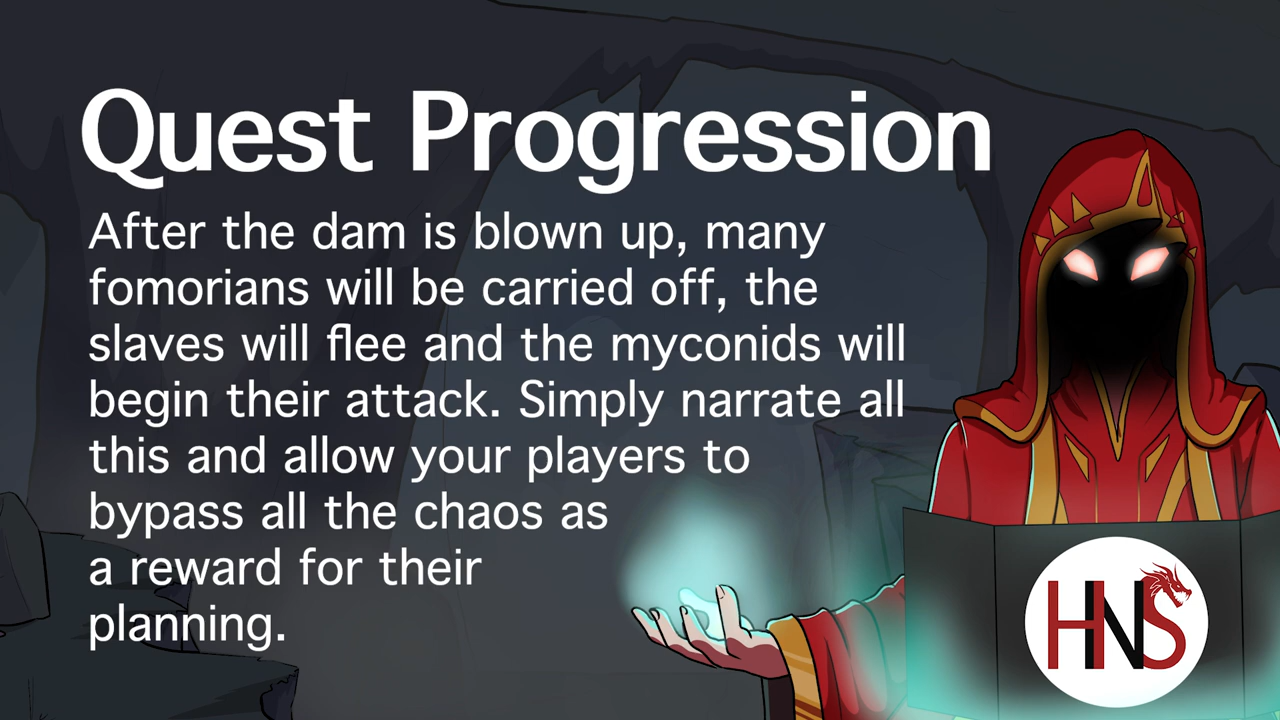 Quest Progression
After the dam is blown up, many
fomorians will be carried off, the
slaves will flee and the myconids will
begin their attack. Simply narrate all
this and allow your players to
bypass all the chaos as
a reward for their
planning.
HNS